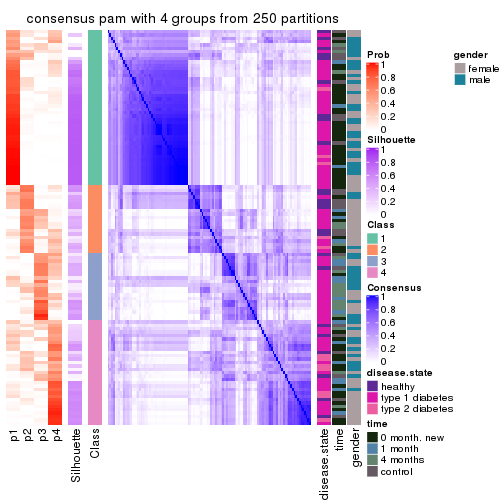 consensus pam with 4 groups from 250 partitions
Prob
1
0.8
0.6
0.4
0.2
0
gender
female
male
Silhouette
1
0.8
0.6
0.4
0.2
0
Class
1
2
3
4
Consensus
1
0.8
0.6
0.4
0.2
0
disease.state
healthy
type 1 diabetes
type 2 diabetes
time
0 month. new
1 month
4 months
control
p1
p2
p3
p4
Silhouette
Class
disease.state
time
gender